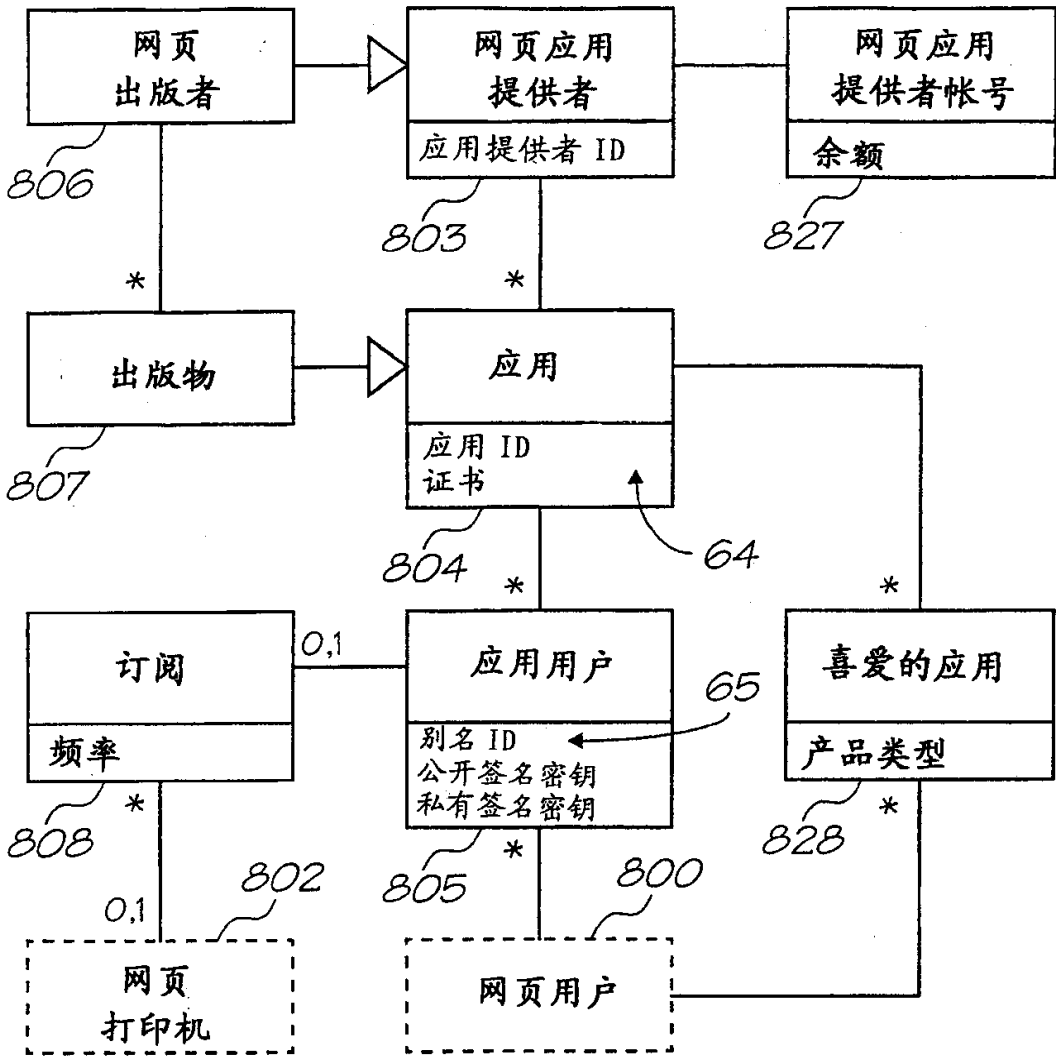 网页
出版者
网页应用
提供者
应用提供者 ID
网页应用
提供者帐号
余额
806
803
827
*
*
出版物
应用
应用 ID
证书
807
804
64
*
*
订阅
频率
0,1
应用用户
别名 ID
公开签名密钥
私有签名密钥
65
喜爱的应用
产品类型
808
*
805
*
828
*
802
800
0,1
网页
打印机
网页用户